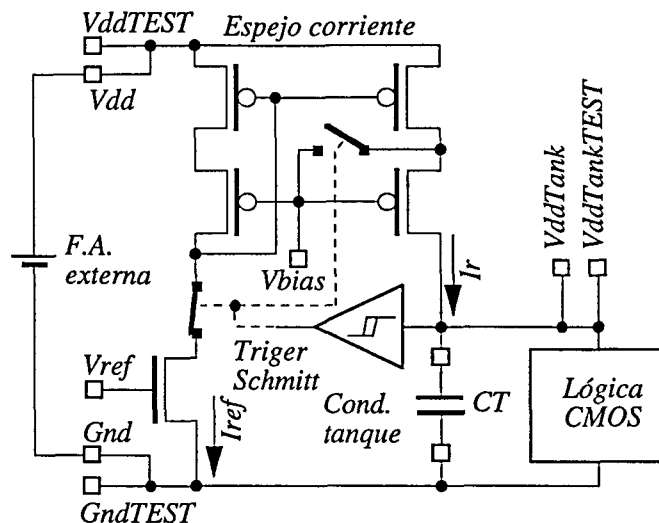 VddTEST
Espejo corriente
Vdd
VddTank
VddTankTEST
F.A.
externa
Vbias
Ir
Vref
Triger
Schmitt
Cond.
tanque
CT
Lógica
CMOS
Iref
Gnd
GndTEST